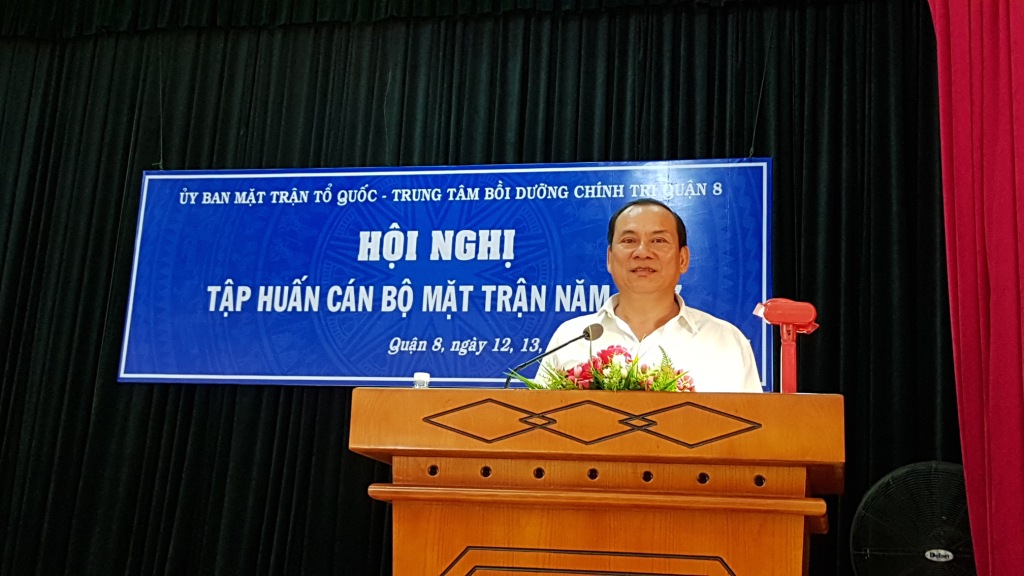 ỦY BAN MẶT TRẬN TỔ QUỐC - TRUNG TÂM BỒI DƯỠNG CHÍNH TRỊ QUẬN 8
HỘI NGHỊ
TẬP HUẤN CÁN BỘ MẶT TRẬN NĂM
Quận 8, ngày 12, 13,